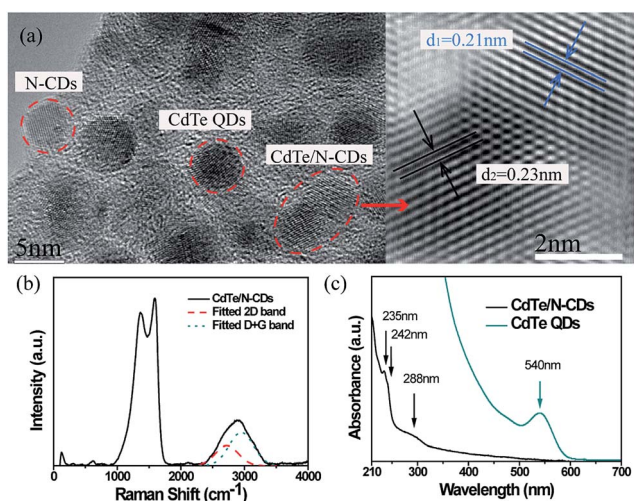 (a)
N-CDs
CdTe QDs
CdTe/N-CDs
5nm
d₁=0.21nm
d₂=0.23nm
2nm
(b)
CdTe/N-CDs
Fitted 2D band
Fitted D+G band
Intensity (a.u.)
0 1000 2000 3000 4000
Raman Shift (cm⁻¹)
(c)
CdTe/N-CDs
CdTe QDs
235nm
242nm
288nm
540nm
Absorbance (a.u.)
210 300 400 500 600 700
Wavelength (nm)